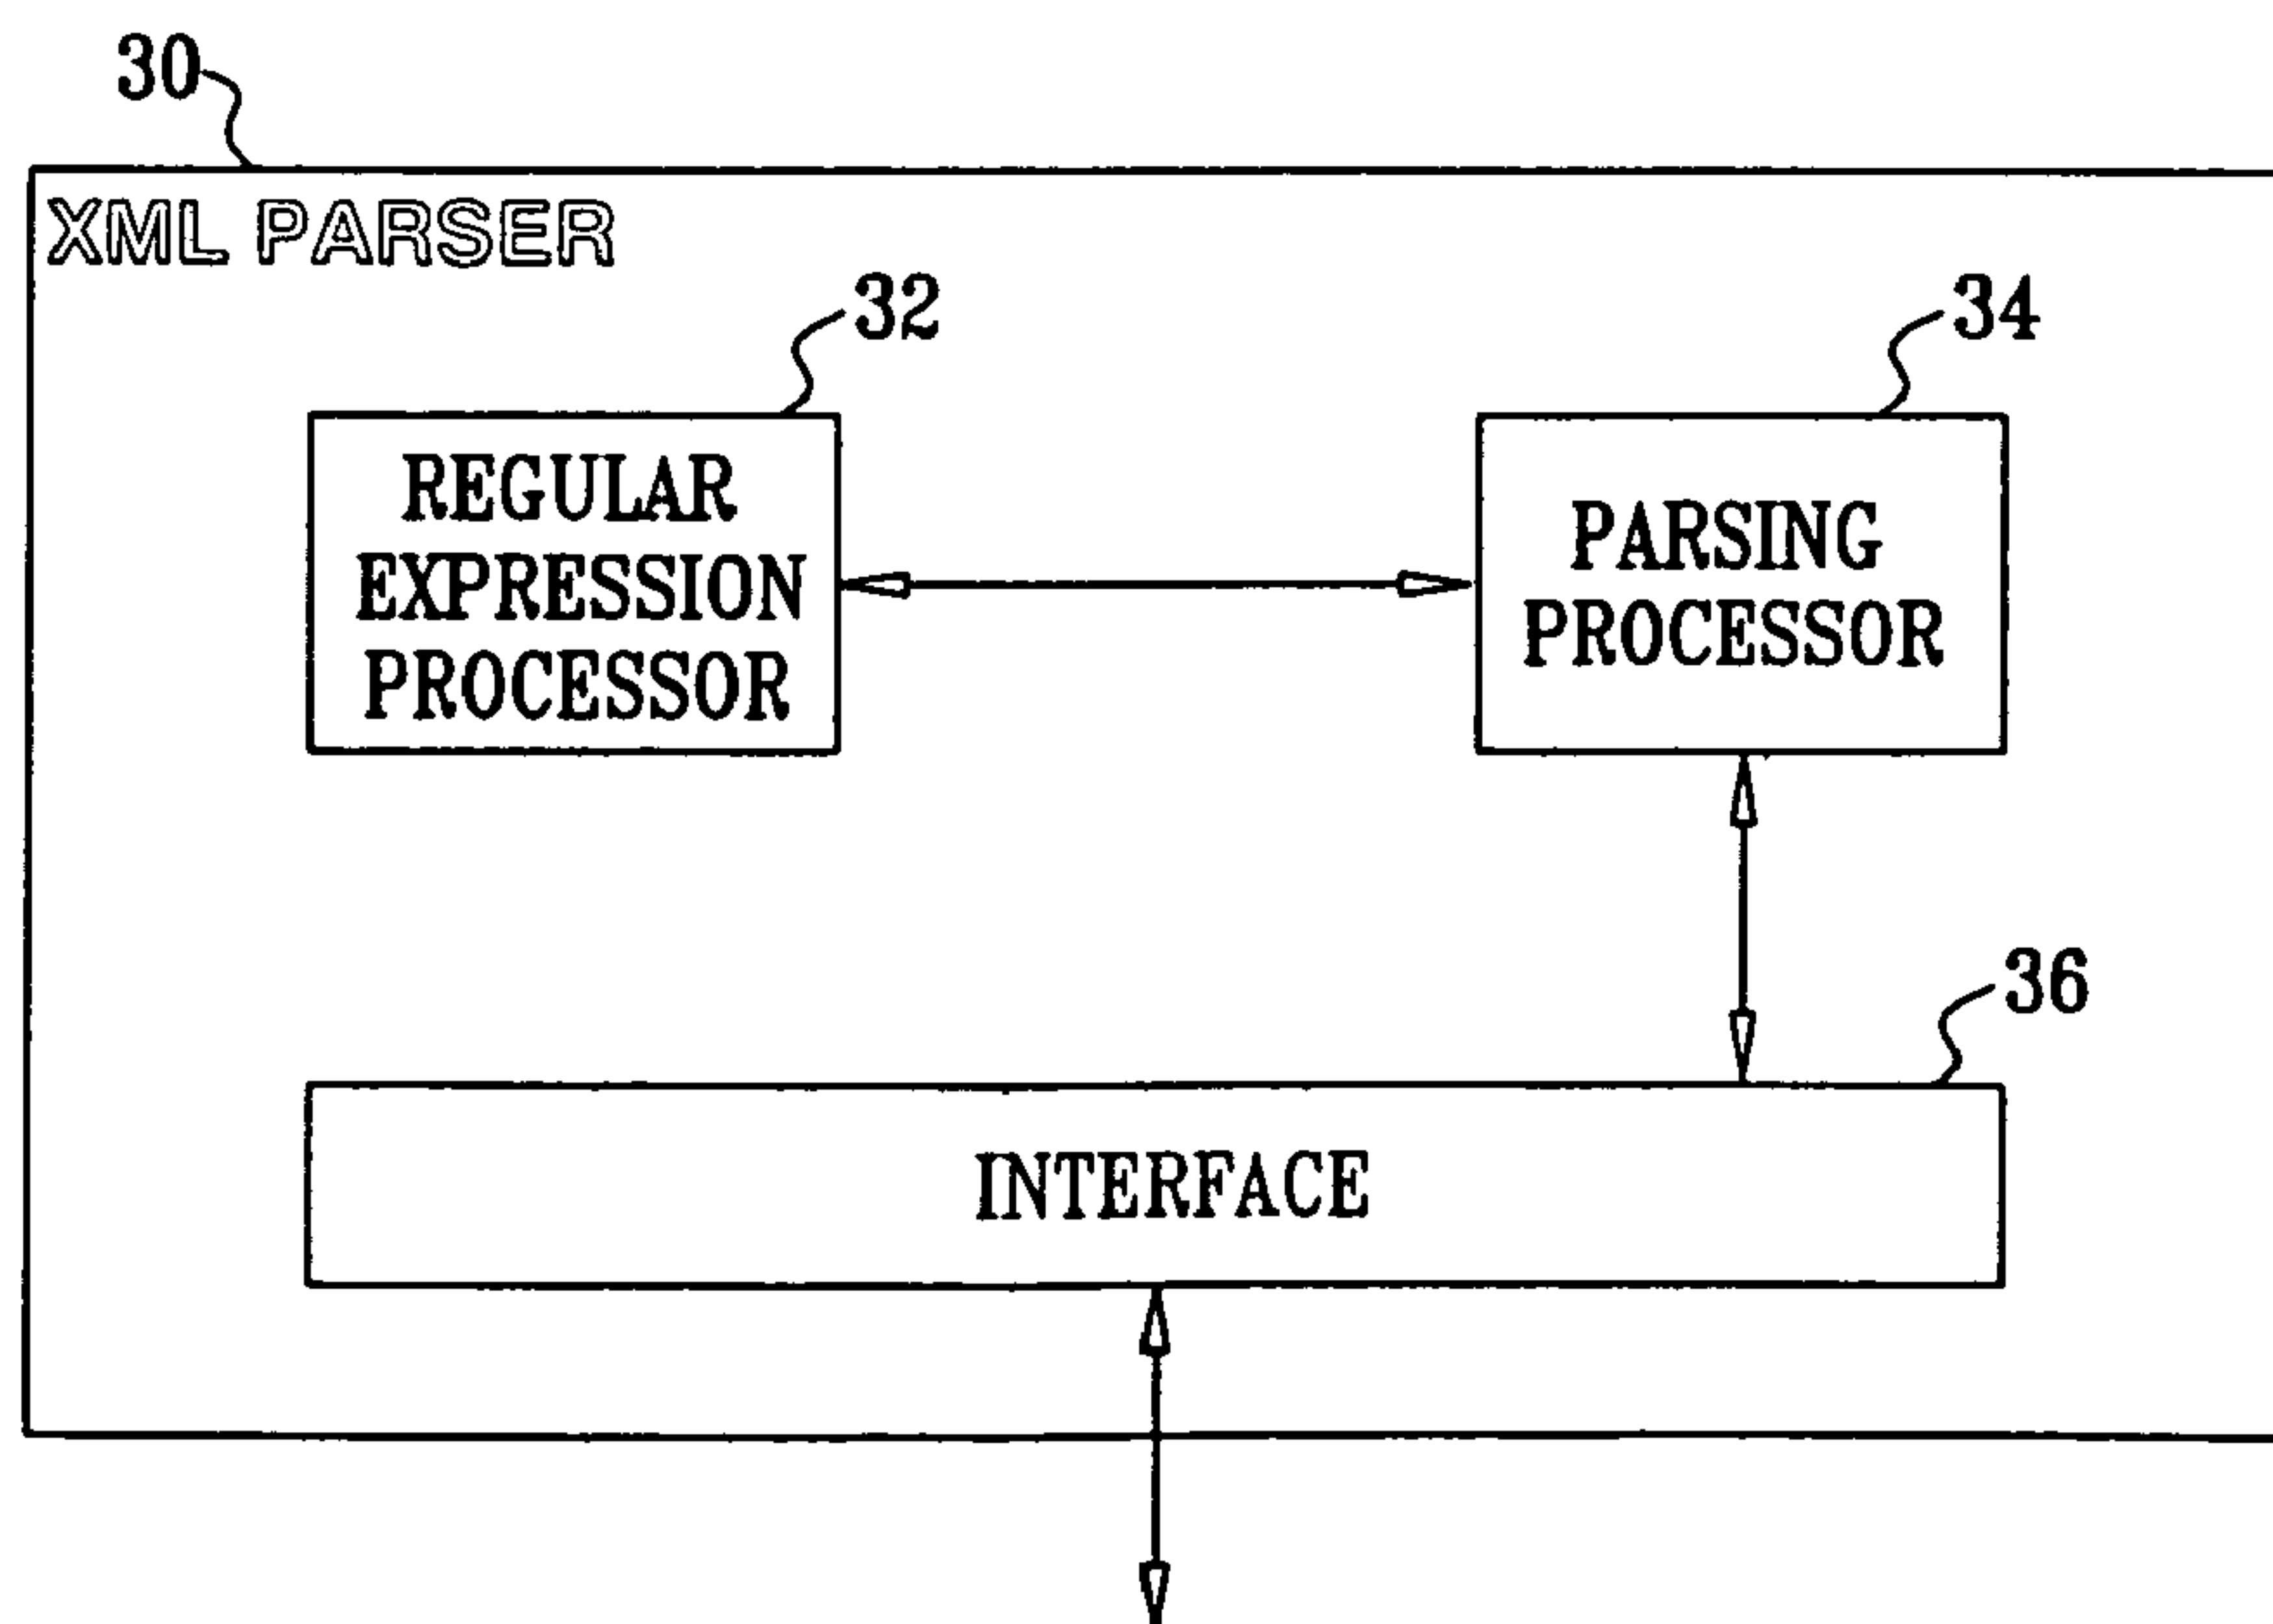 30
XML PARSER
32
34
REGULAR
EXPRESSION
PROCESSOR
PARSING
PROCESSOR
36
INTERFACE